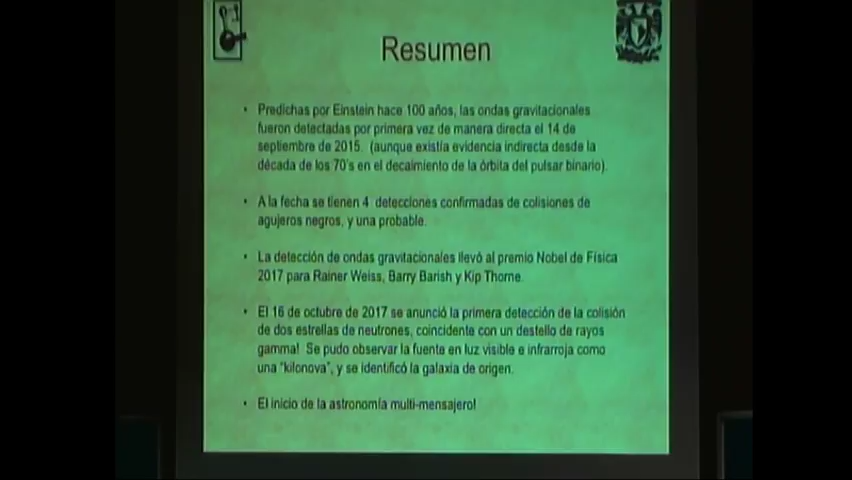 Resumen
• Predichas por Einstein hace 100 años, las ondas gravitacionales
fueron detectadas por primera vez de manera directa el 14 de
septiembre de 2015. (aunque existía evidencia indirecta desde la
década de los 70's en el decaimiento de la órbita del pulsar binario).
• A la fecha se tienen 4 detecciones confirmadas de colisiones de
agujeros negros, y una probable.
• La detección de ondas gravitacionales llevó al premio Nobel de Física
2017 para Rainer Weiss, Barry Barish y Kip Thorne.
• El 16 de octubre de 2017 se anunció la primera detección de la colisión
de dos estrellas de neutrones, coincidente con un destello de rayos
gamma! Se pudo observar la fuente en luz visible e infrarroja como
una "kilonova", y se identificó la galaxia de origen.
• El inicio de la astronomía multi-mensajero!